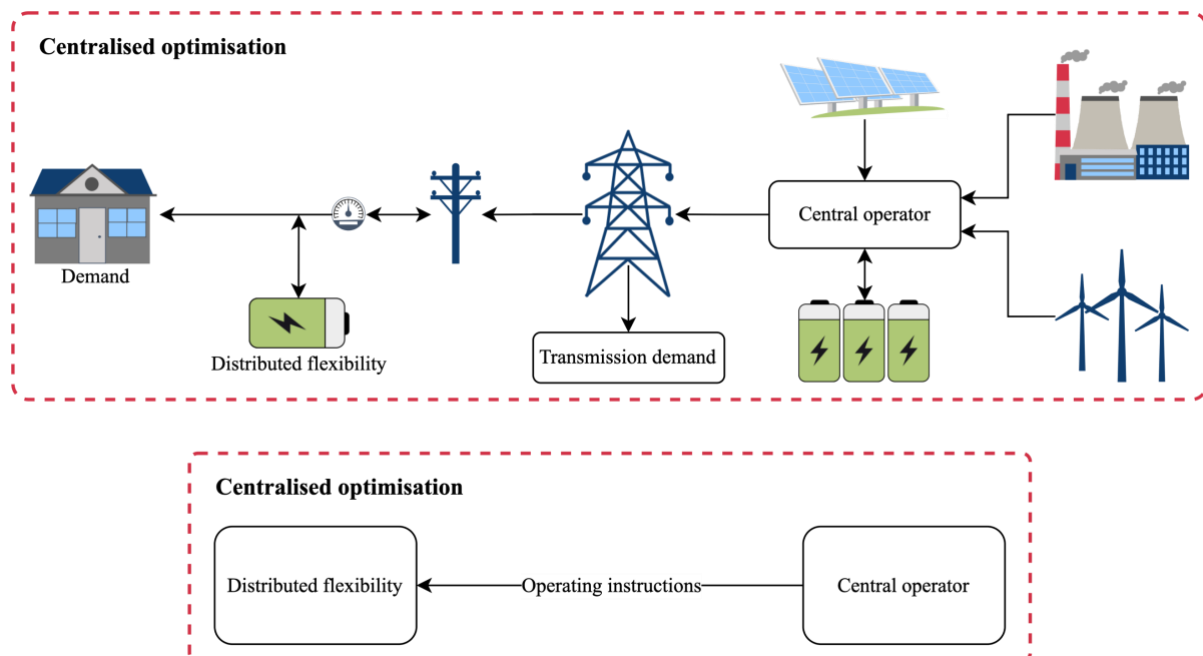 Centralised optimisation
Central operator
Demand
Distributed flexibility
Transmission demand
Centralised optimisation
Distributed flexibility
Operating instructions
Central operator